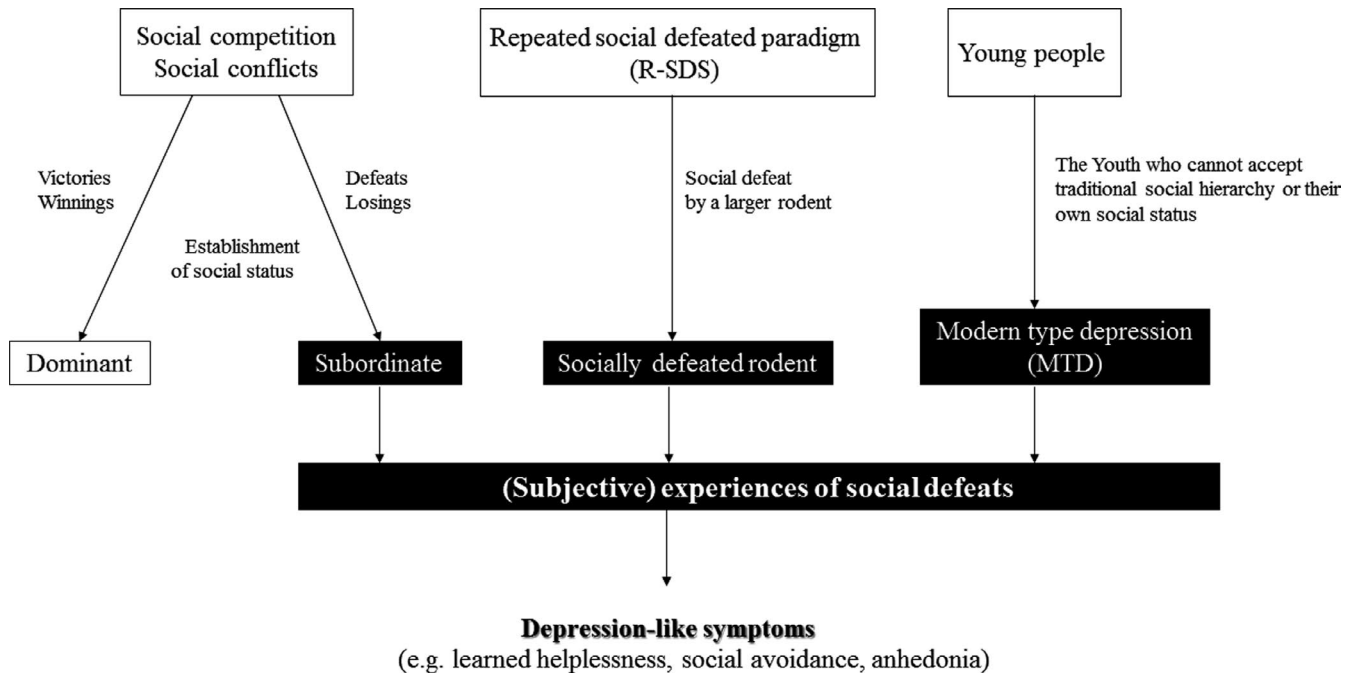 Social competition
Social conflicts
Repeated social defeated paradigm
(R-SDS)
Young people
Victories
Winnings
Defeats
Losings
Establishment
of social status
Social defeat
by a larger rodent
The Youth who cannot accept
traditional social hierarchy or their
own social status
Dominant
Subordinate
Socially defeated rodent
Modern type depression
(MTD)
(Subjective) experiences of social defeats
Depression-like symptoms
(e.g. learned helplessness, social avoidance, anhedonia)